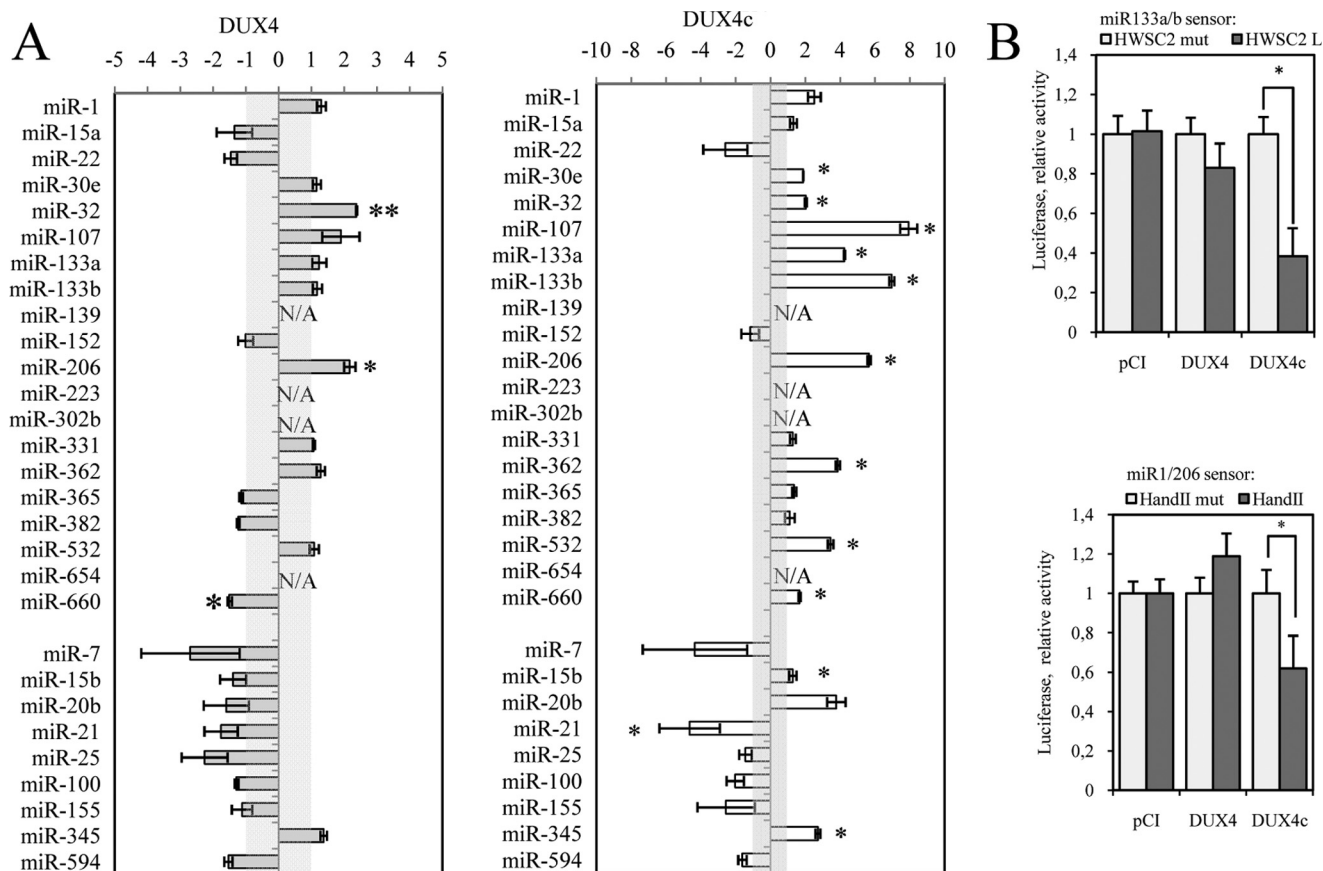 A
DUX4
-5 -4 -3 -2 -1 0 1 2 3 4 5
miR-1
miR-15a
miR-22
miR-30e
miR-32 **
miR-107
miR-133a
miR-133b
miR-139 N/A
miR-152
miR-206 *
miR-223 N/A
miR-302b N/A
miR-331
miR-362
miR-365
miR-382
miR-532
miR-654 N/A
miR-660 *
miR-7
miR-15b
miR-20b
miR-21
miR-25
miR-100
miR-155
miR-345
miR-594
DUX4c
-10 -8 -6 -4 -2 0 2 4 6 8 10
miR-1
miR-15a
miR-22
miR-30e *
miR-32 *
miR-107 *
miR-133a *
miR-133b *
miR-139 N/A
miR-152
miR-206 *
miR-223 N/A
miR-302b N/A
miR-331
miR-362 *
miR-365
miR-382
miR-532 *
miR-654 N/A
miR-660 *
miR-7
miR-15b *
miR-20b
miR-21 *
miR-25
miR-100
miR-155
miR-345 *
miR-594
B
miR133a/b sensor:
HWSC2 mut HWSC2 L
Luciferase, relative activity
1,4
1,2
1
0,8
0,6
0,4
0,2
0
*
pCI DUX4 DUX4c
miR1/206 sensor:
HandII mut HandII
Luciferase, relative activity
1,4
1,2
1
0,8
0,6
0,4
0,2
0
*
pCI DUX4 DUX4c